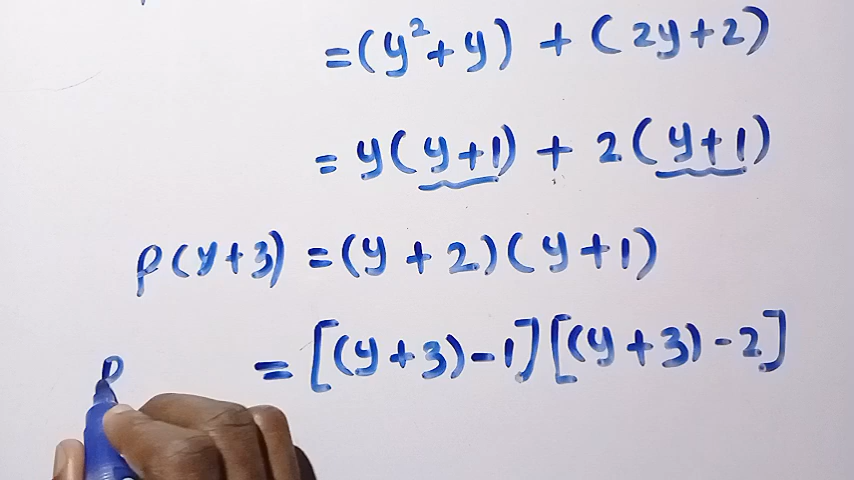 =(y²+y) + (2y+2)
= y(y+1) + 2(y+1)
P(y+3) = (y + 2)(y+1)
= [(y+3)-1][(y+3)-2]
P